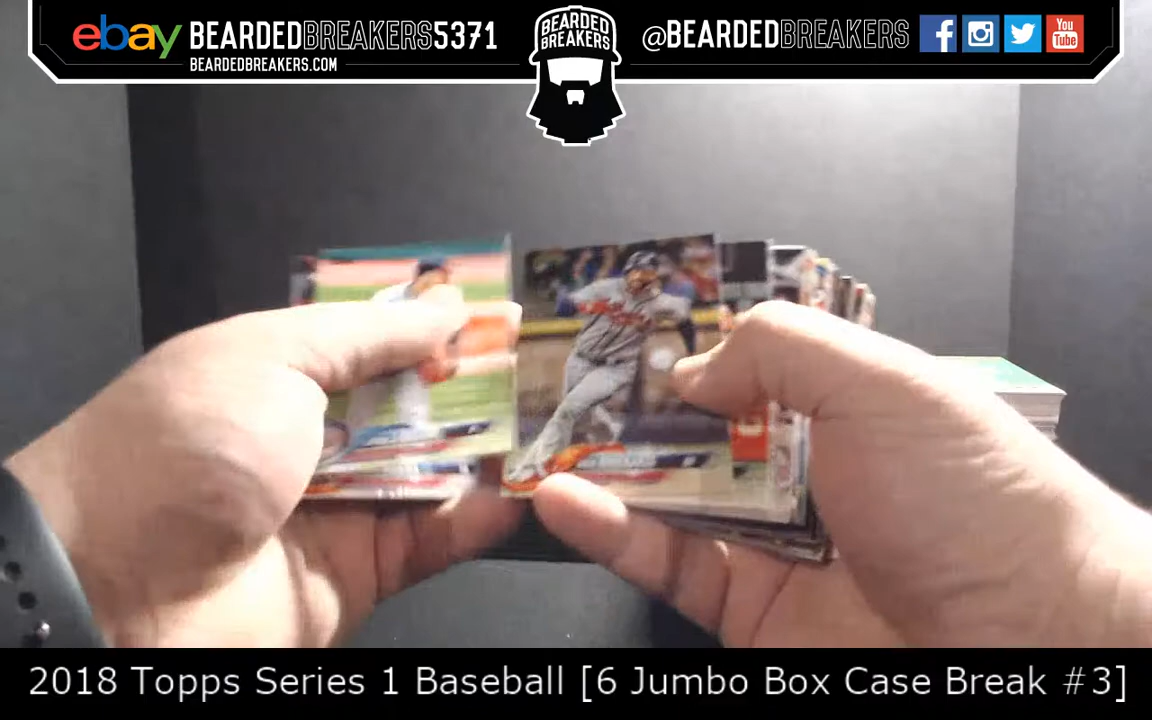 ebay BEARDEDBREAKERS5371
BEARDEDBREAKERS.COM
BEARDED
BREAKERS
@BEARDEDBREAKERS
f
You
Tube
2018 Topps Series 1 Baseball [6 Jumbo Box Case Break #3]